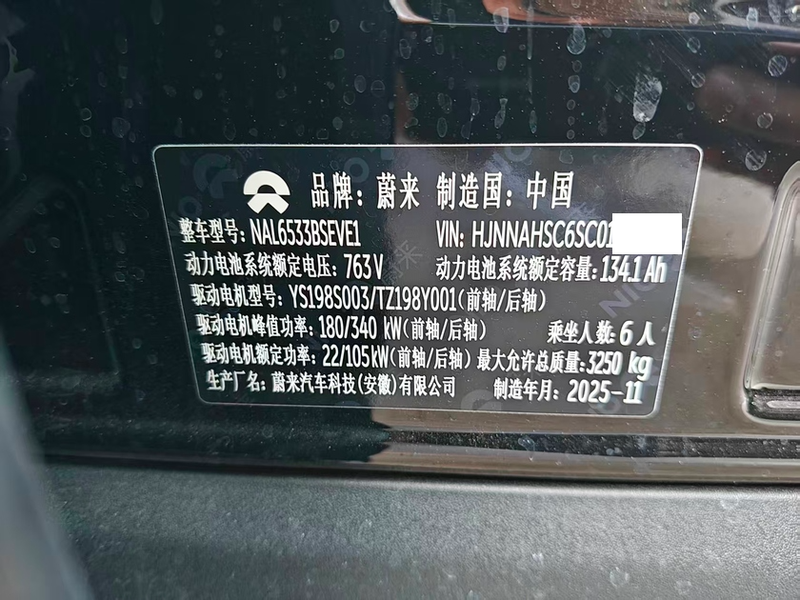 品牌：蔚来 制造国：中国
整车型号：NAL6533BSEVE1 VIN：HJNNAHSC6SC01
动力电池系统额定电压：763V 动力电池系统额定容量：134.1Ah
驱动电机型号：YS198S003/TZ198Y001(前轴/后轴)
驱动电机峰值功率：180/340 kW(前轴/后轴) 乘坐人数：6人
驱动电机额定功率：22/105kW(前轴/后轴) 最大允许总质量：3250 kg
生产厂名：蔚来汽车科技(安徽)有限公司 制造年月：2025-11